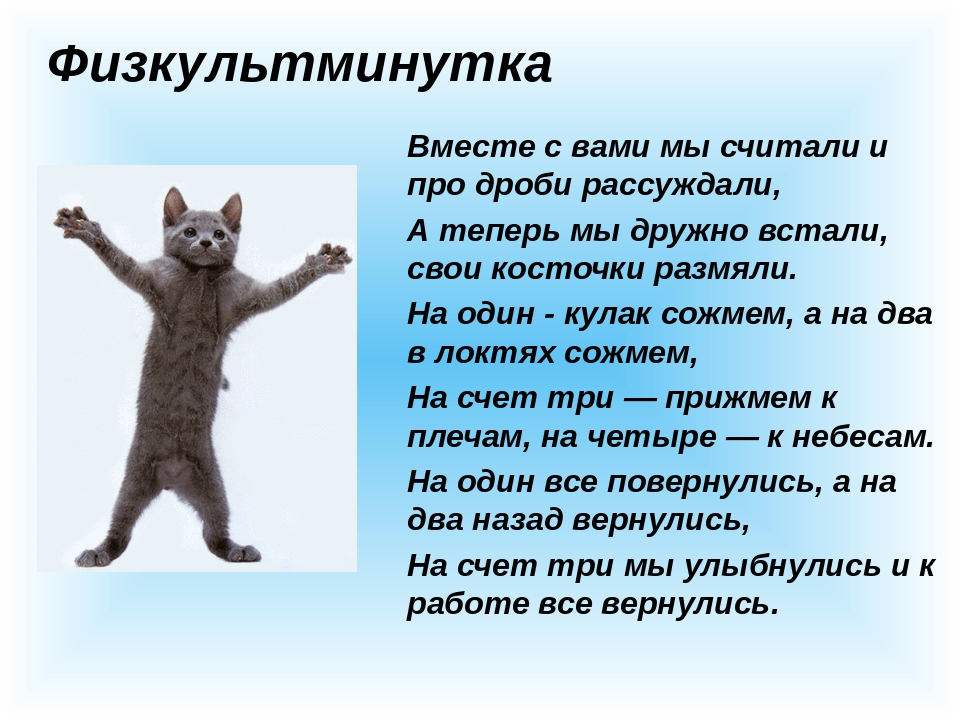 Физкультминутка
Вместе с вами мы считали и
про дроби рассуждали,
А теперь мы дружно встали,
свои косточки размяли.
На один - кулак сожмем, а на два
в локтях сожмем,
На счет три — прижмем к
плечам, на четыре — к небесам.
На один все повернулись, а на
два назад вернулись,
На счет три мы улыбнулись и к
работе все вернулись.